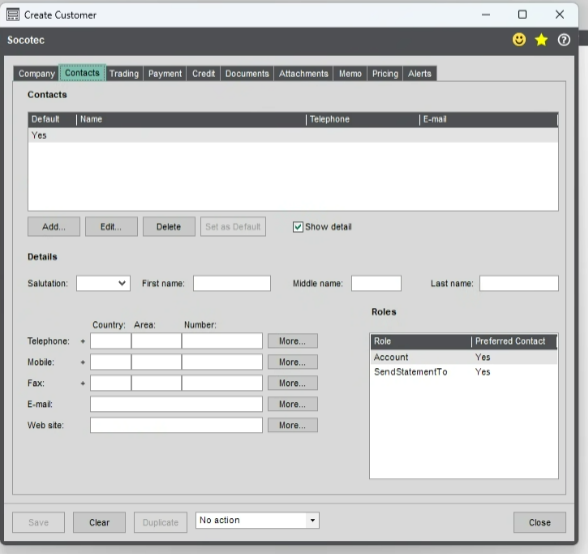 Create Customer
Socotec
Company Contacts Trading Payment Credit Documents Attachments Memo Pricing Alerts
Contacts
Default Name Telephone E-mail
Yes
Add... Edit... Delete Set as Default Show detail
Details
Salutation: First name: Middle name: Last name:
Roles
Country: Area: Number:
Telephone: + More...
Role Preferred Contact
Mobile: + More...
Account Yes
Fax: + More...
SendStatementTo Yes
E-mail: More...
Web site: More...
Save Clear Duplicate No action Close